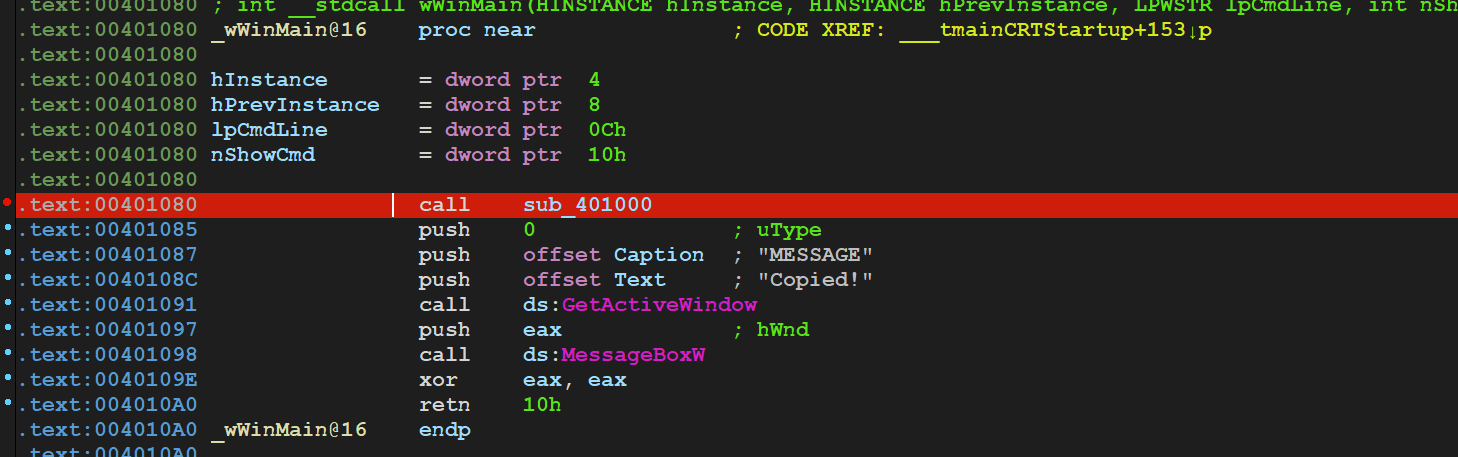 .text:00401080 ; int __stdcall wWinMain(HINSTANCE hInstance, HINSTANCE hPrevInstance, LPWSTR lpCmdLine, int nSh
.text:00401080 _wWinMain@16    proc near               ; CODE XREF: ___tmainCRTStartup+153↓p
.text:00401080
.text:00401080 hInstance       = dword ptr  4
.text:00401080 hPrevInstance   = dword ptr  8
.text:00401080 lpCmdLine       = dword ptr  0Ch
.text:00401080 nShowCmd        = dword ptr  10h
.text:00401080
.text:00401080                 call    sub_401000
.text:00401085                 push    0               ; uType
.text:00401087                 push    offset Caption  ; "MESSAGE"
.text:0040108C                 push    offset Text     ; "Copied!"
.text:00401091                 call    ds:GetActiveWindow
.text:00401097                 push    eax             ; hWnd
.text:00401098                 call    ds:MessageBoxW
.text:0040109E                 xor     eax, eax
.text:004010A0                 retn    10h
.text:004010A0 _wWinMain@16    endp
.text:004010A0